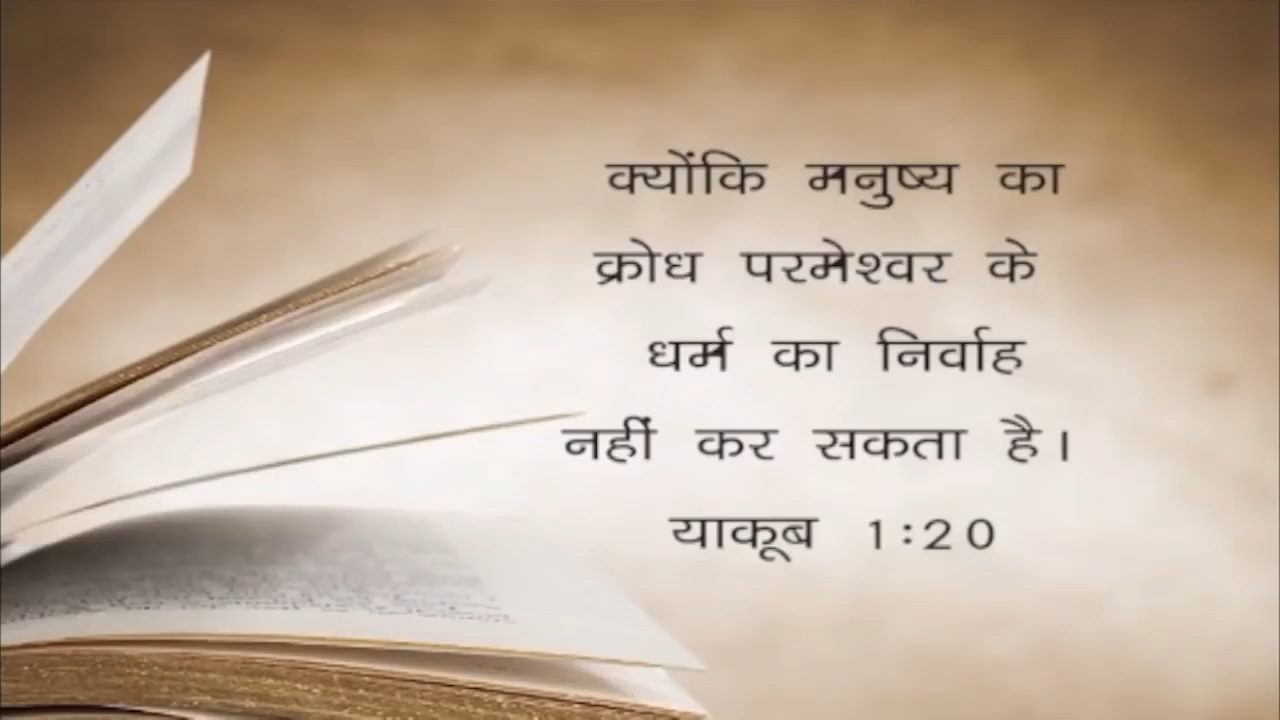 क्योंकि मनुष्य का
क्रोध परमेश्वर के
धर्म का निर्वाह
नहीं कर सकता है।
याकूब 1:20